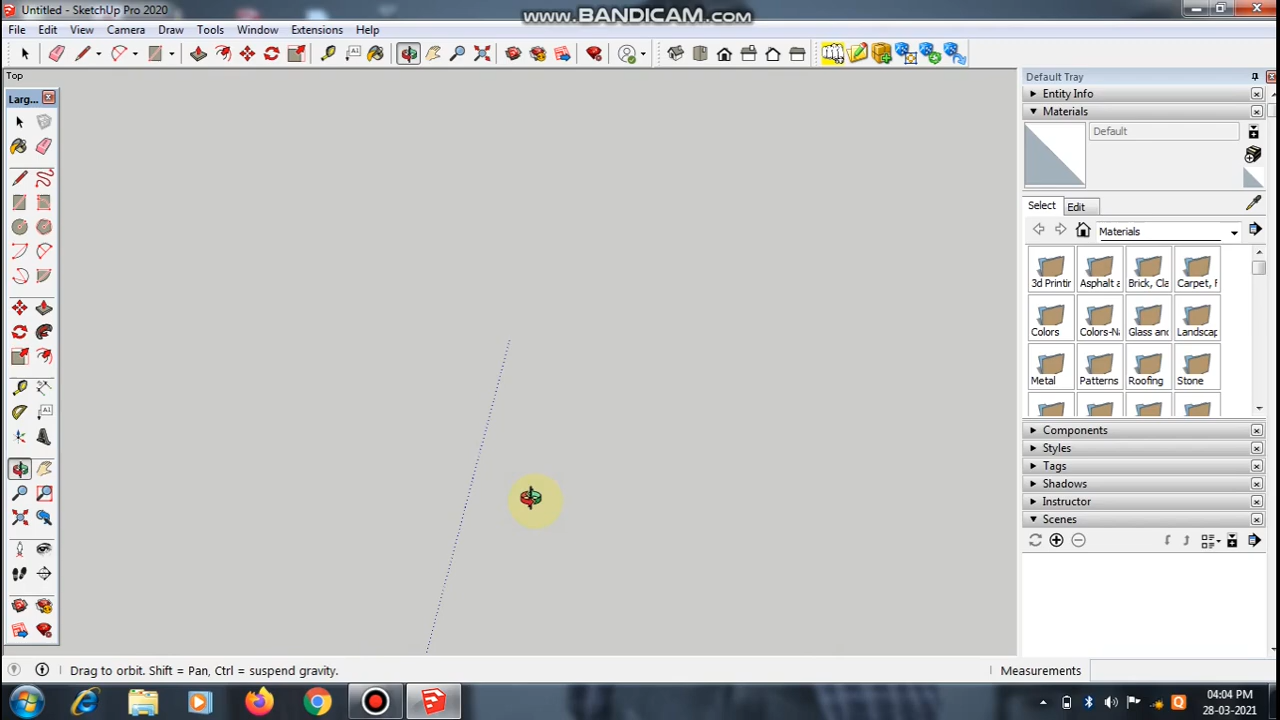 Untitled - SketchUp Pro 2020
www.BANDICAM.com
File Edit View Camera Draw Tools Window Extensions Help
Top
Default Tray
Larg...
Entity Info
Materials
Default
Select Edit
Materials
3d Printin Asphalt a Brick, Cla Carpet, F
Colors Colors-Na Glass and Landscap
Metal Patterns Roofing Stone
Components
Styles
Tags
Shadows
Instructor
Scenes
Drag to orbit. Shift = Pan, Ctrl = suspend gravity.
Measurements
04:04 PM
28-03-2021